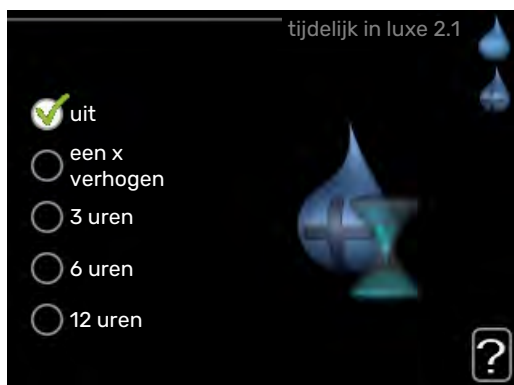 tijdelijk in luxe 2.1
uit
een x
verhogen
3 uren
6 uren
12 uren
?